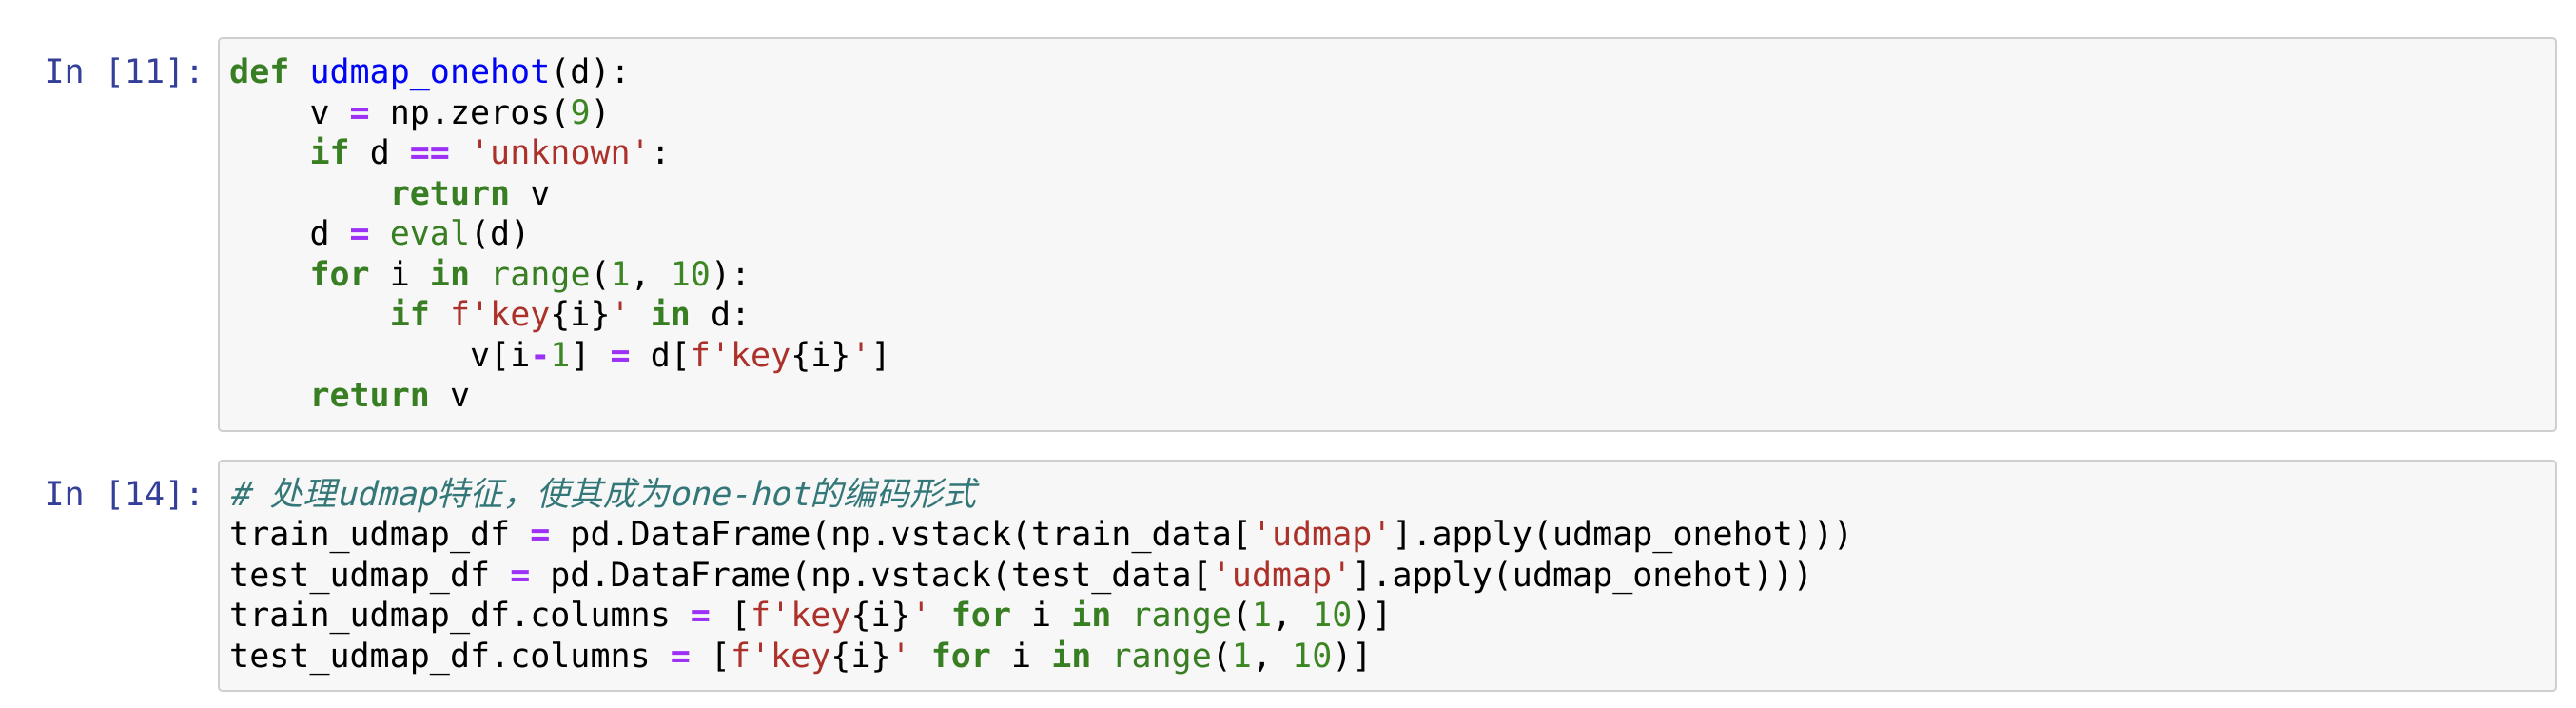 In [11]:
def udmap_onehot(d):
    v = np.zeros(9)
    if d == 'unknown':
        return v
    d = eval(d)
    for i in range(1, 10):
        if f'key{i}' in d:
            v[i-1] = d[f'key{i}']
    return v
In [14]:
# 处理udmap特征，使其成为one-hot的编码形式
train_udmap_df = pd.DataFrame(np.vstack(train_data['udmap'].apply(udmap_onehot)))
test_udmap_df = pd.DataFrame(np.vstack(test_data['udmap'].apply(udmap_onehot)))
train_udmap_df.columns = [f'key{i}' for i in range(1, 10)]
test_udmap_df.columns = [f'key{i}' for i in range(1, 10)]